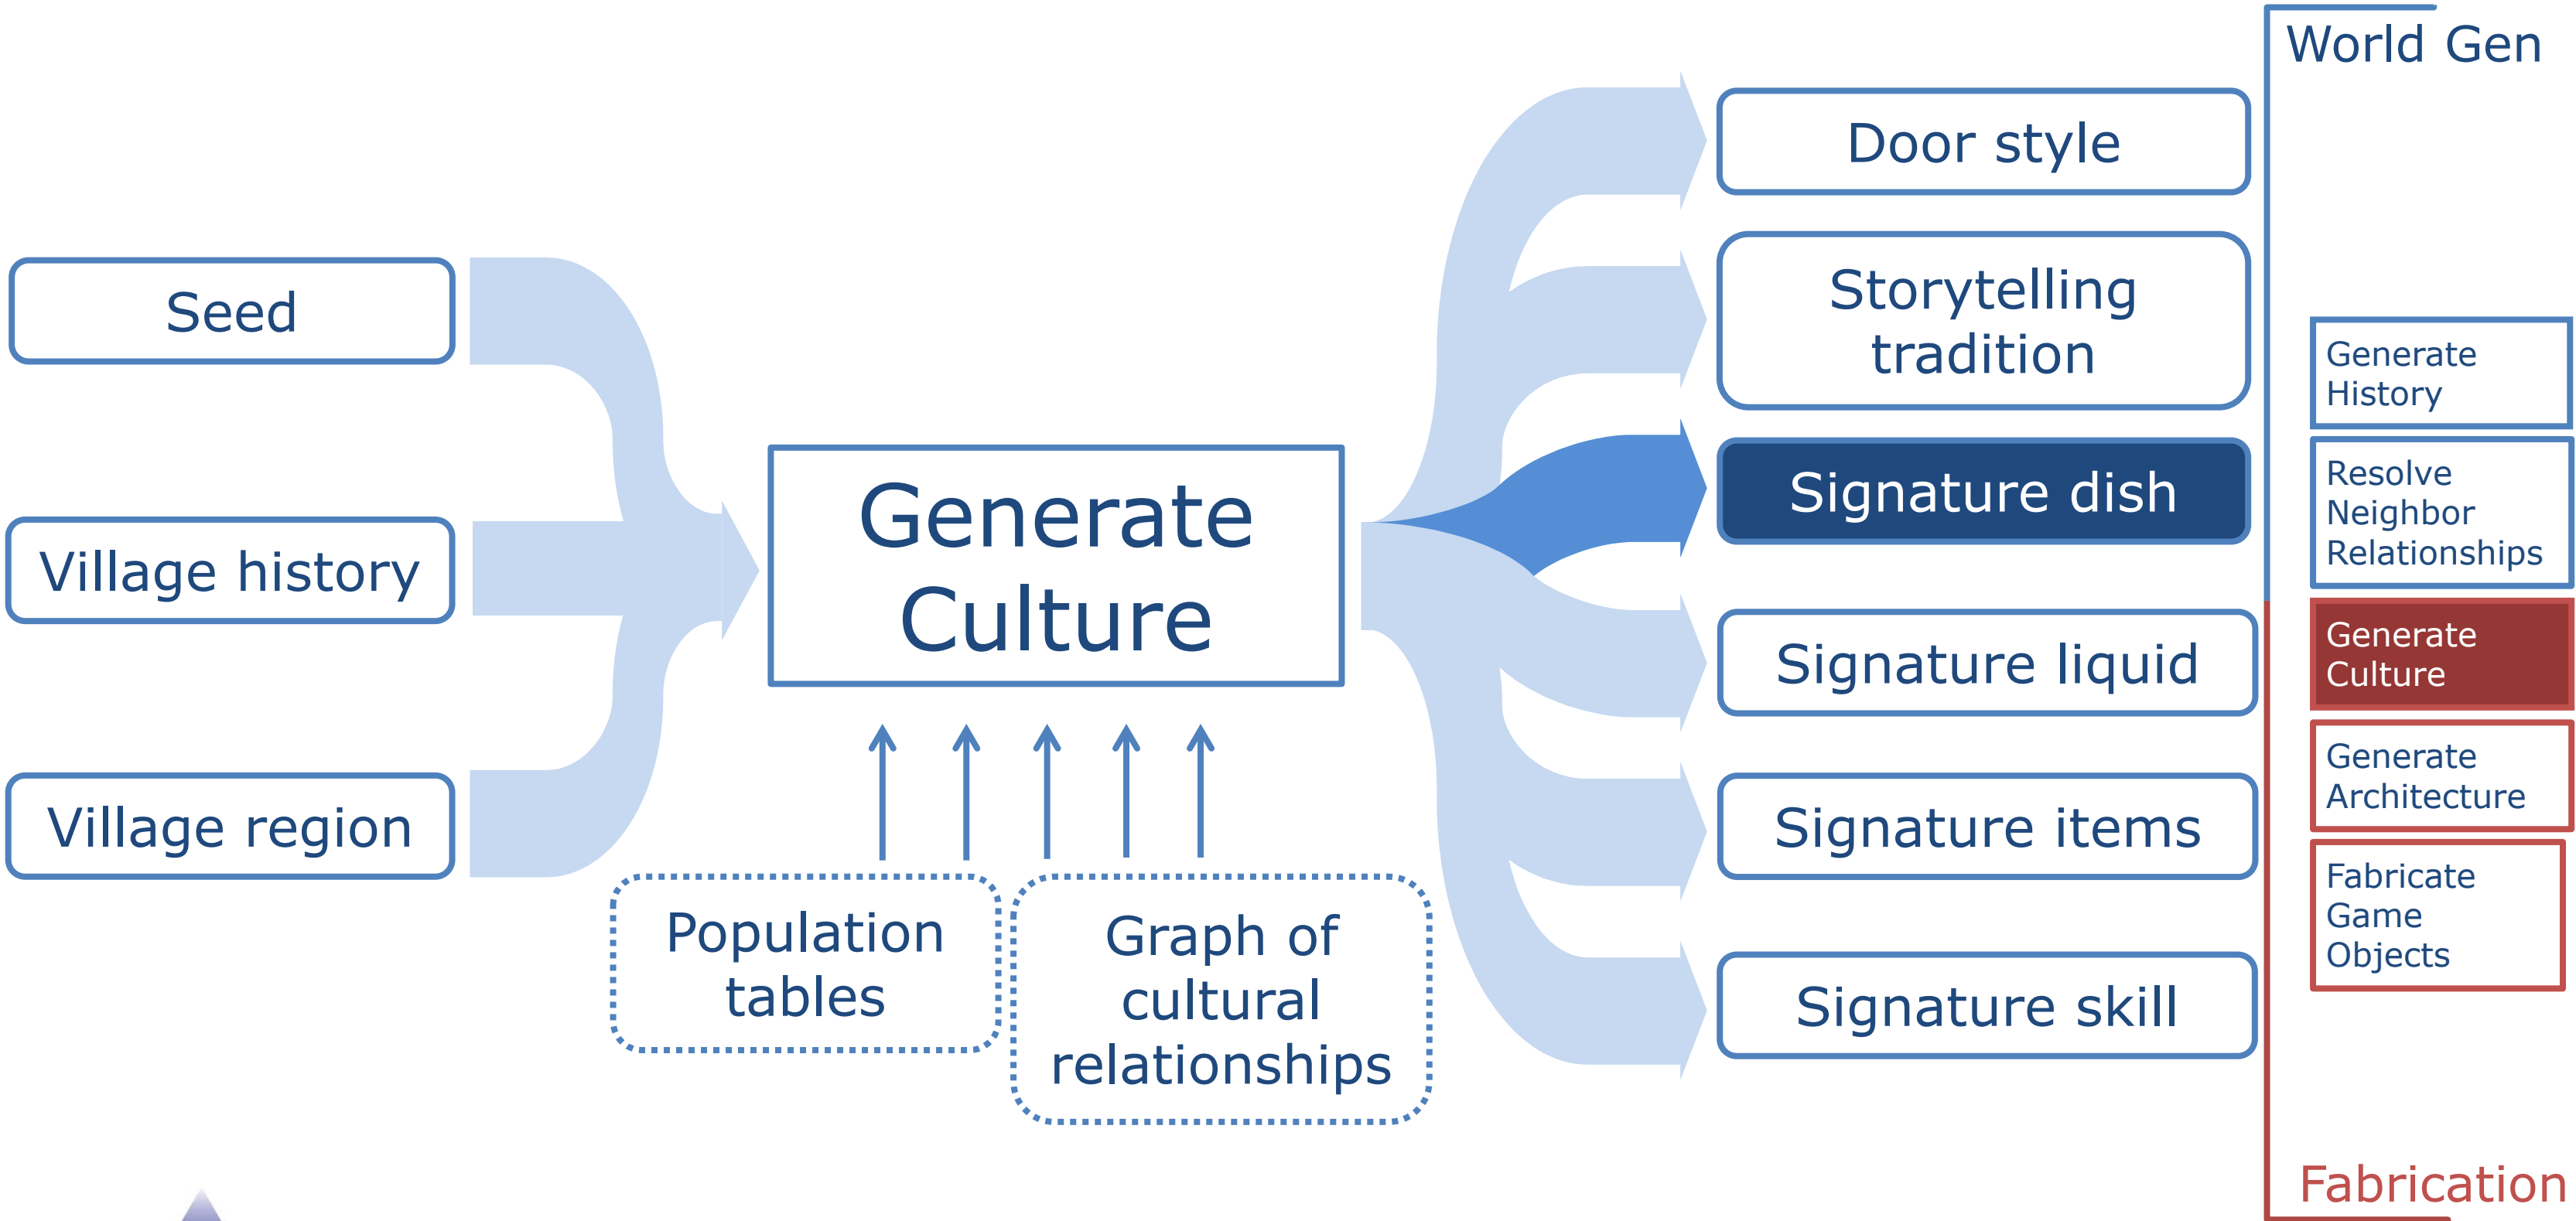 Seed
Village history
Village region
Generate
Culture
Population
tables
Graph of
cultural
relationships
Door style
Storytelling
tradition
Signature dish
Signature liquid
Signature items
Signature skill
World Gen
Generate
History
Resolve
Neighbor
Relationships
Generate
Culture
Generate
Architecture
Fabricate
Game
Objects
Fabrication